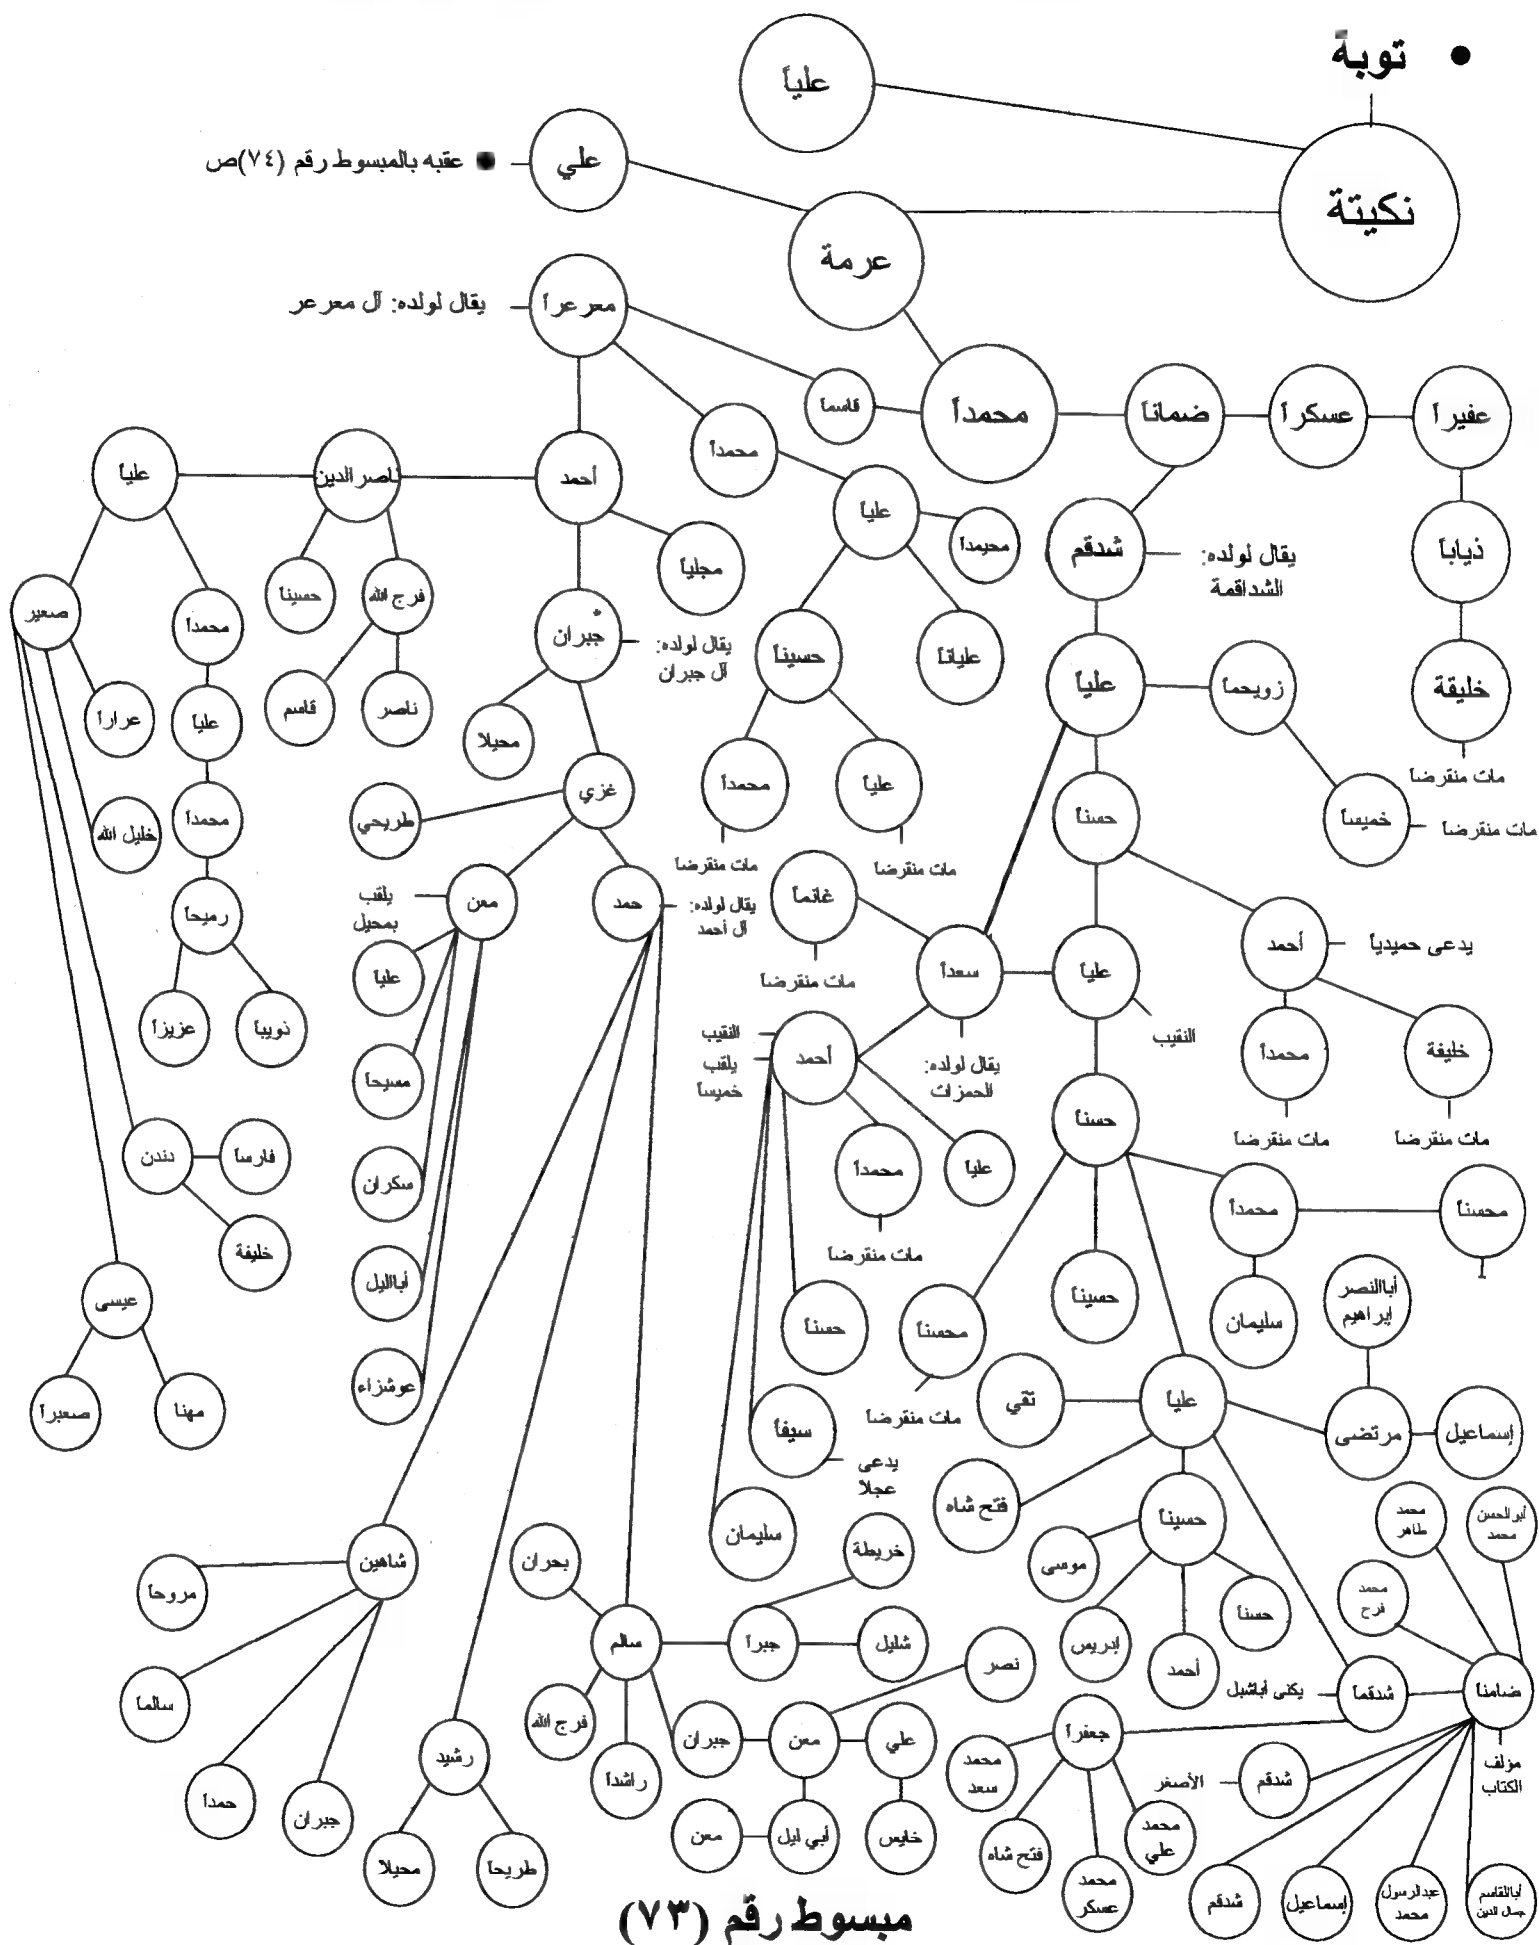 • توبة
علياً
نكيتة
علي
● عقبه بالمبسوط رقم (٧٤)ص
عرمة
معرعراً
يقال لولده: آل معرعر
عفيراً
عسكراً
ضماناً
محمداً
قاسماً
محمداً
أحمد
ناصر الدين
علياً
علياً
محيمداً
ذياباً
شدقم
يقال لولده:
الشداقمة
مجلياً
فرج الله
حسيناً
محمداً
صعير
جبران
يقال لولده:
آل جبران
حسيناً
علياناً
علياً
زويحماً
خليقة
مات منقرضاً
ناصر
قاسم
علياً
عراراً
محيلا
محمداً
علياً
مات منقرضاً
مات منقرضاً
غزي
طريحي
محمداً
خليل الله
حسناً
خميساً
مات منقرضاً
معن
يلقب
بمحيل
حمد
يقال لولده:
آل أحمد
غانماً
مات منقرضاً
رميحاً
أحمد
يدعى حميدياً
علياً
النقيب
سعداً
يقال لولده:
الحمزات
علياً
ذويباً
عزيزاً
خليفة
مات منقرضاً
محمداً
مات منقرضاً
أحمد
النقيب
يلقب
خميساً
مسيحاً
حسناً
علياً
محمداً
مات منقرضاً
سكران
فارساً
دندن
خليفة
محسناً
محمداً
أباالليل
عيسى
أباالنصر
إبراهيم
سليمان
حسيناً
محسناً
مات منقرضاً
حسناً
عوشزاء
مهنا
صعبراً
إسماعيل
مرتضى
علياً
تقي
سيفاً
يدعى
عجلا
سليمان
فتح شاه
حسيناً
أبو الحسن
محمد
محمد
طاهر
محمد
فرح
خريطة
بحران
شاهين
مروحاً
موسى
حسناً
إدريس
أحمد
سالم
جبراً
شليل
نصر
ضامناً
شدقماً
يكنى أباشبل
سالماً
فرج الله
راشداً
جبران
معن
علي
جعفراً
محمد
سعد
مؤلف
الكتاب
شدقم
الأصغر
رشيد
حمداً
جبران
معن
أبي ليل
خايس
فتح شاه
محمد
علي
محمد
عسكر
محيلا
طريحاً
شدقم
إسماعيل
عبدالرسول
محمد
أباالقاسم
جمال الدين
مبسوط رقم (٧٣)